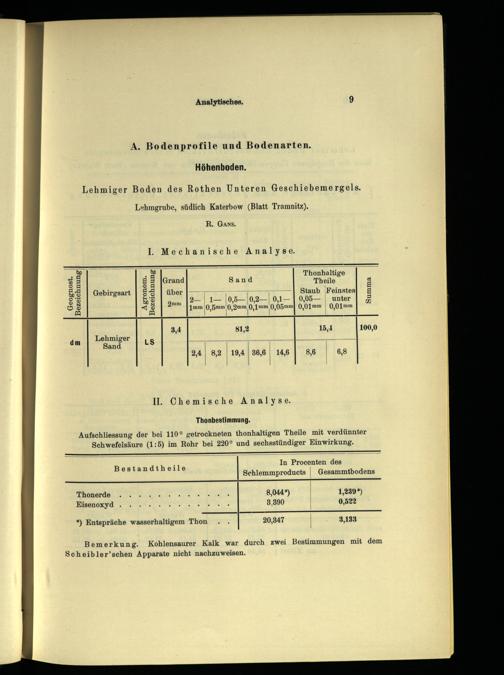 Analytisches. 9
A. Bodenprofile und Bodenarten.
Höhenboden.
Lehmiger Boden des Rothen Unteren Geschiebemergels.
Lehmgrube, südlich Katerbow (Blatt Tramnitz).
R. Gans.
I. Mechanische Analyse.
Geognost. Bezeichnung | Gebirgsart | Agronom. Bezeichnung | Grand über 2mm | Sand | Thonhaltige Theile | Summa
2— 1mm | 1— 0,5mm | 0,5— 0,2mm | 0,2— 0,1mm | 0,1— 0,05mm | Staub 0,05— 0,01mm | Feinstes unter 0,01mm
dm | Lehmiger Sand | LS | 3,4 | 81,2 | 15,4 | 100,0
2,4 | 8,2 | 19,4 | 36,6 | 14,6 | 8,6 | 6,8
II. Chemische Analyse.
Thonbestimmung.
Aufschliessung der bei 110° getrockneten thonhaltigen Theile mit verdünnter
Schwefelsäure (1:5) im Rohr bei 220° und sechsstündiger Einwirkung.
Bestandtheile | In Procenten des
Schlemmproducts | Gesammtbodens
Thonerde . . . . . . . . . . . . 8,044*) 1,239*)
Eisenoxyd . . . . . . . . . . . . 3,390 0,522
*) Entspräche wasserhaltigem Thon . . 20,347 3,133
Bemerkung. Kohlensaurer Kalk war durch zwei Bestimmungen mit dem
Scheibler'schen Apparate nicht nachzuweisen.